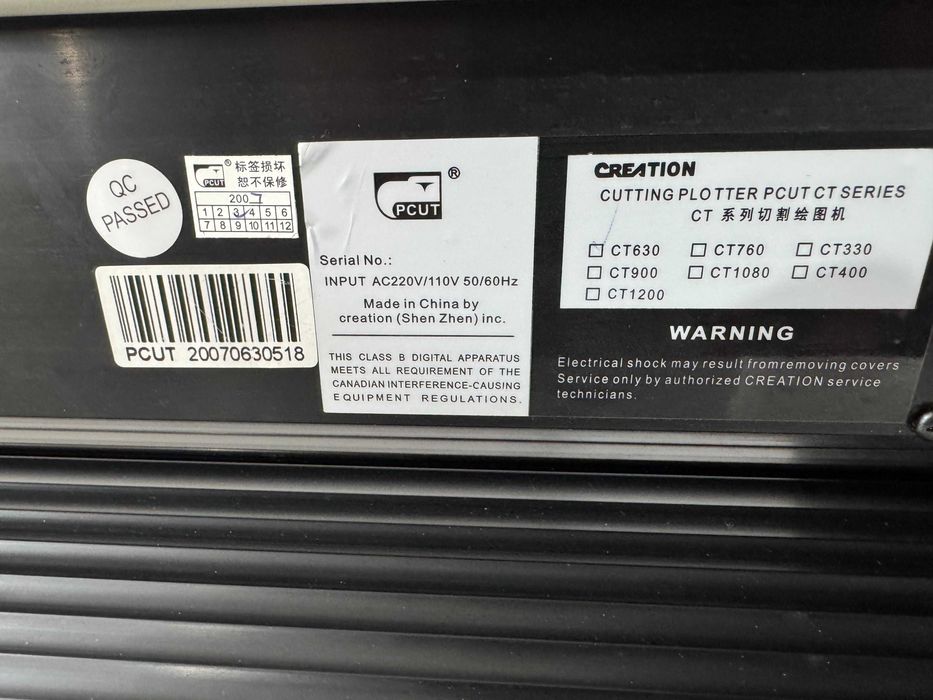 QC
PASSED
PCUT
®
标签损坏
恕不保修
2007
1 2 3 4 5 6
7 8 9 10 11 12
PCUT 20070630518
PCUT
®
Serial No.:
INPUT AC220V/110V 50/60Hz
Made in China by
creation (Shen Zhen) inc.
THIS CLASS B DIGITAL APPARATUS
MEETS ALL REQUIREMENT OF THE
CANADIAN INTERFERENCE-CAUSING
EQUIPMENT REGULATIONS.
CREATION
CUTTING PLOTTER PCUT CT SERIES
CT 系列切割绘图机
CT630 CT760 CT330
CT900 CT1080 CT400
CT1200
WARNING
Electrical shock may result fromremoving covers
Service only by authorized CREATION service
technicians.